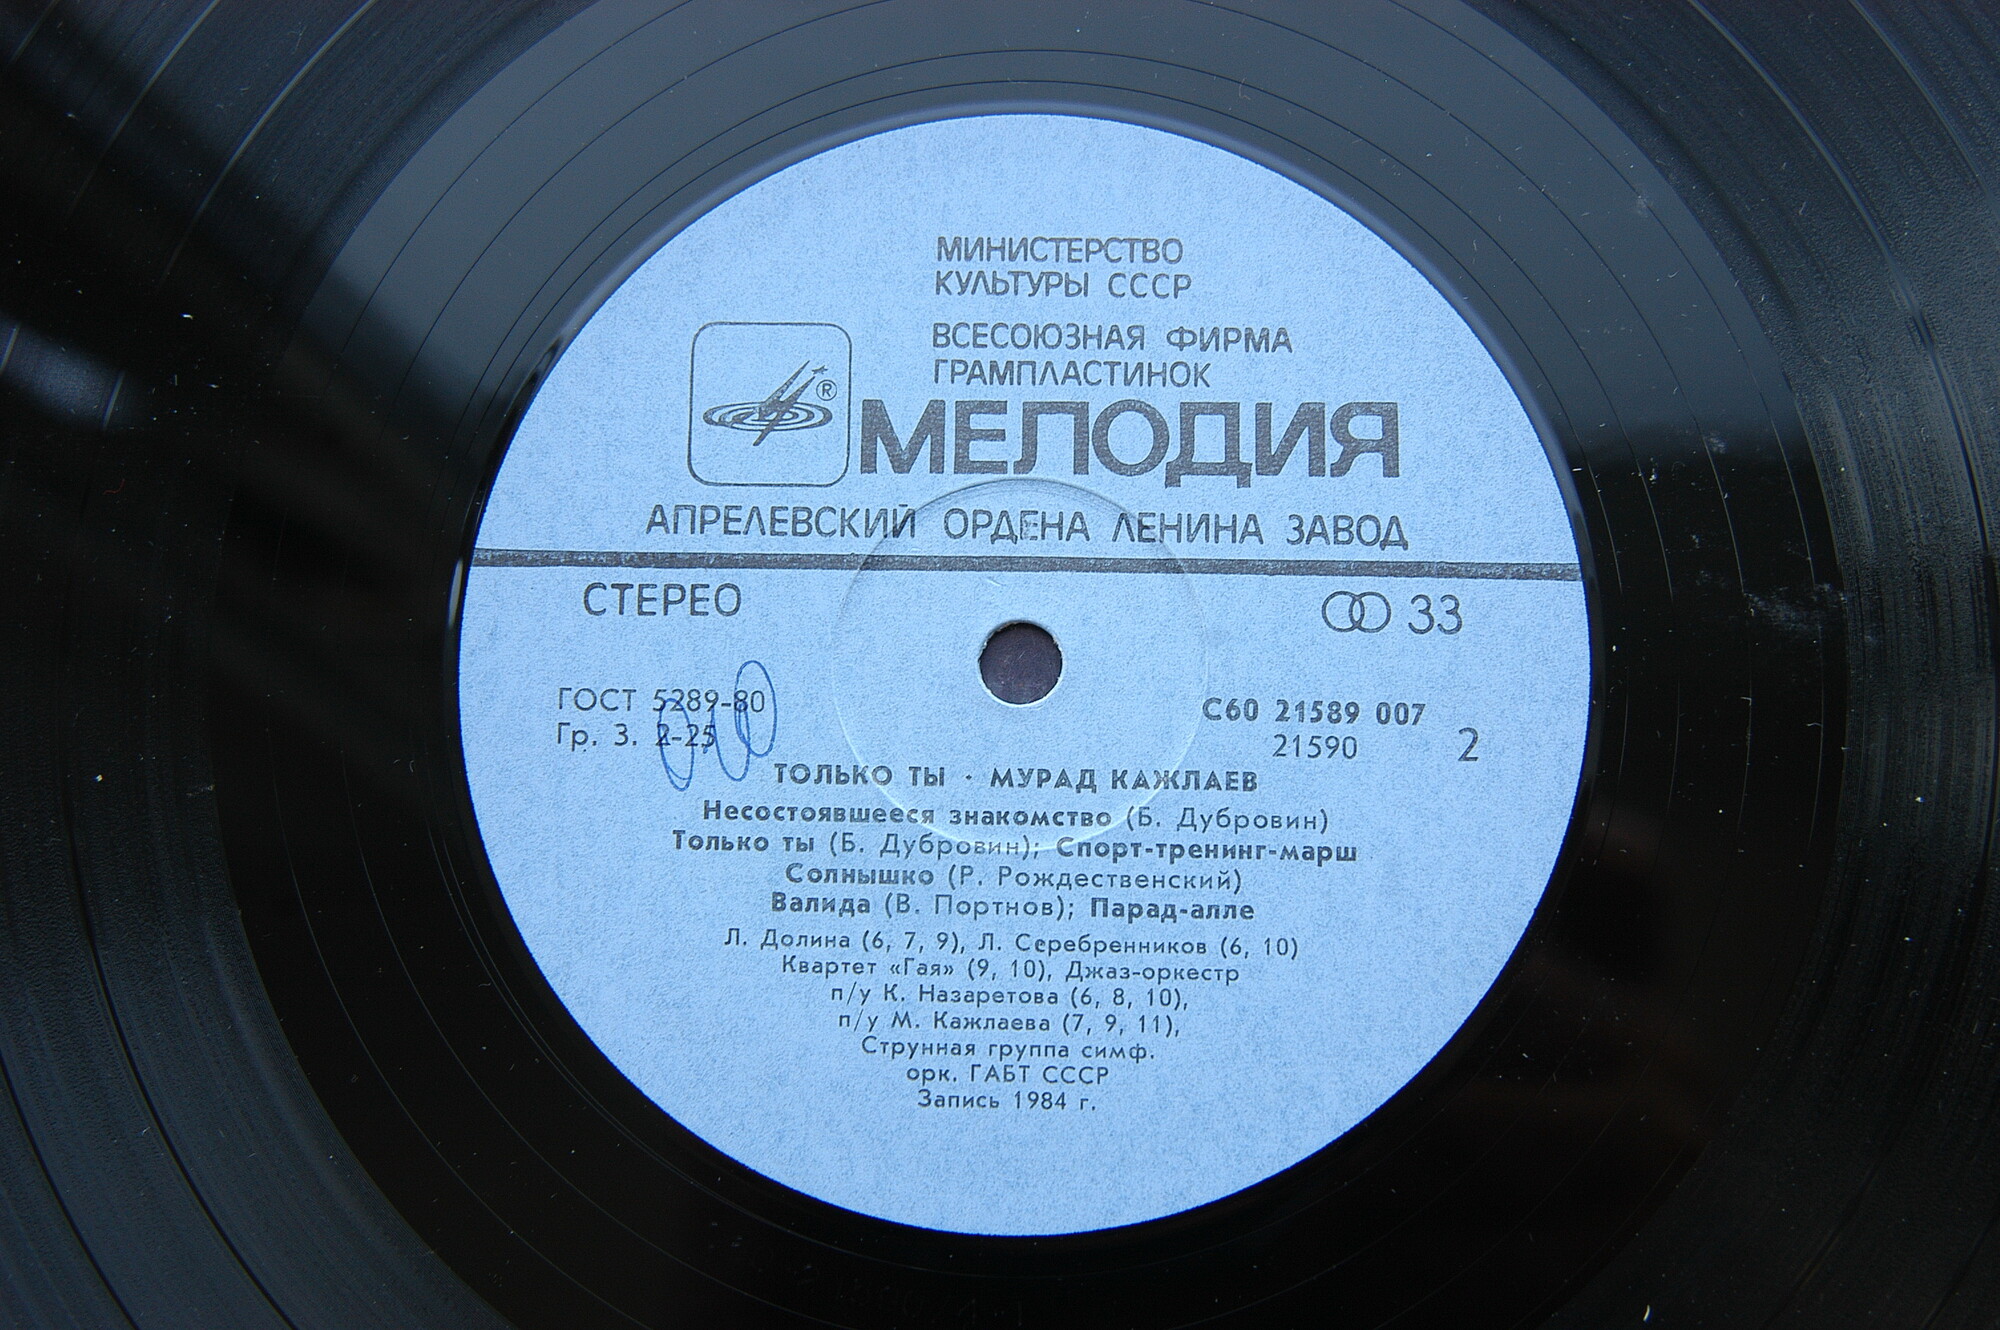 МИНИСТЕРСТВО
КУЛЬТУРЫ СССР
ВСЕСОЮЗНАЯ ФИРМА
ГРАМПЛАСТИНОК
®
МЕЛОДИЯ
АПРЕЛЕВСКИЙ ОРДЕНА ЛЕНИНА ЗАВОД
СТЕРЕО
33
ГОСТ 5289-80
Гр. 3. 2-25
С60 21589 007
21590
2
ТОЛЬКО ТЫ · МУРАД КАЖЛАЕВ
Несостоявшееся знакомство (Б. Дубровин)
Только ты (Б. Дубровин); Спорт-тренинг-марш
Солнышко (Р. Рождественский)
Валида (В. Портнов); Парад-алле
Л. Долина (6, 7, 9), Л. Серебренников (6, 10)
Квартет «Гая» (9, 10), Джаз-оркестр
п/у К. Назаретова (6, 8, 10),
п/у М. Кажлаева (7, 9, 11),
Струнная группа симф.
орк. ГАБТ СССР
Запись 1984 г.